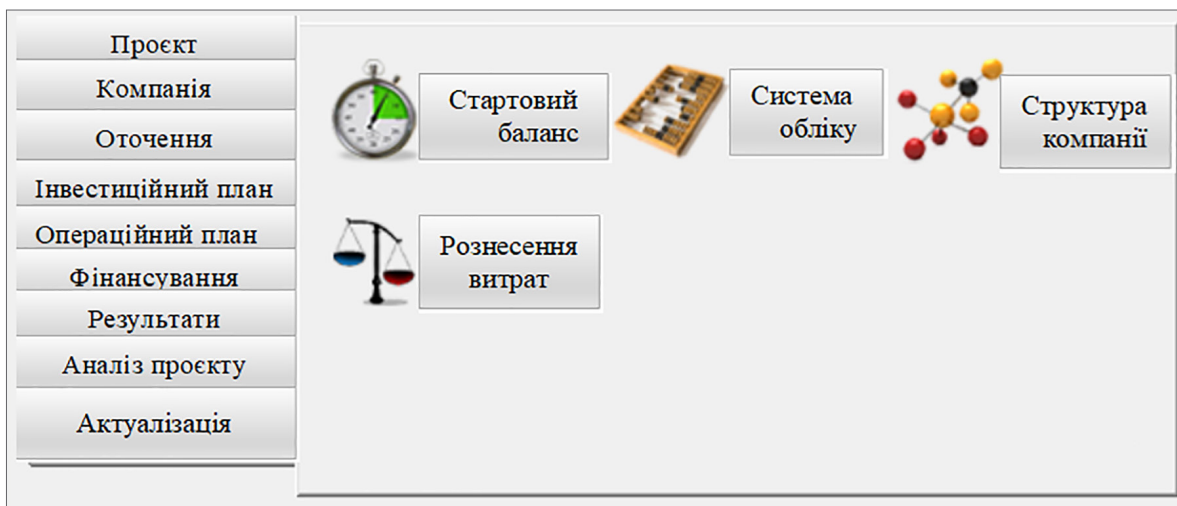 Проєкт
Компанія
Оточення
Інвестиційний план
Операційний план
Фінансування
Результати
Аналіз проєкту
Актуалізація
Стартовий
баланс
Система
обліку
Структура
компанії
Рознесення
витрат